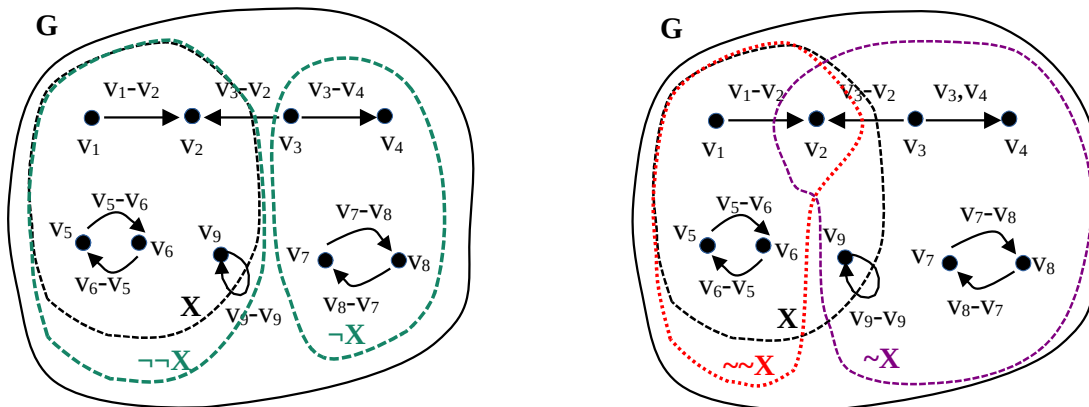 G
v₁-v₂ v₃-v₂ v₃-v₄
v₁ v₂ v₃ v₄
v₅-v₆
v₇-v₈
v₅ v₆ v₉ v₇ v₈
v₆-v₅
v₈-v₇
X
v₉-v₉
¬X
¬¬X
G
v₁-v₂ v₃-v₂ v₃,v₄
v₁ v₂ v₃ v₄
v₅-v₆
v₇-v₈
v₅ v₆ v₉ v₇ v₈
v₆-v₅
v₈-v₇
X
v₉-v₉
~~X ~X